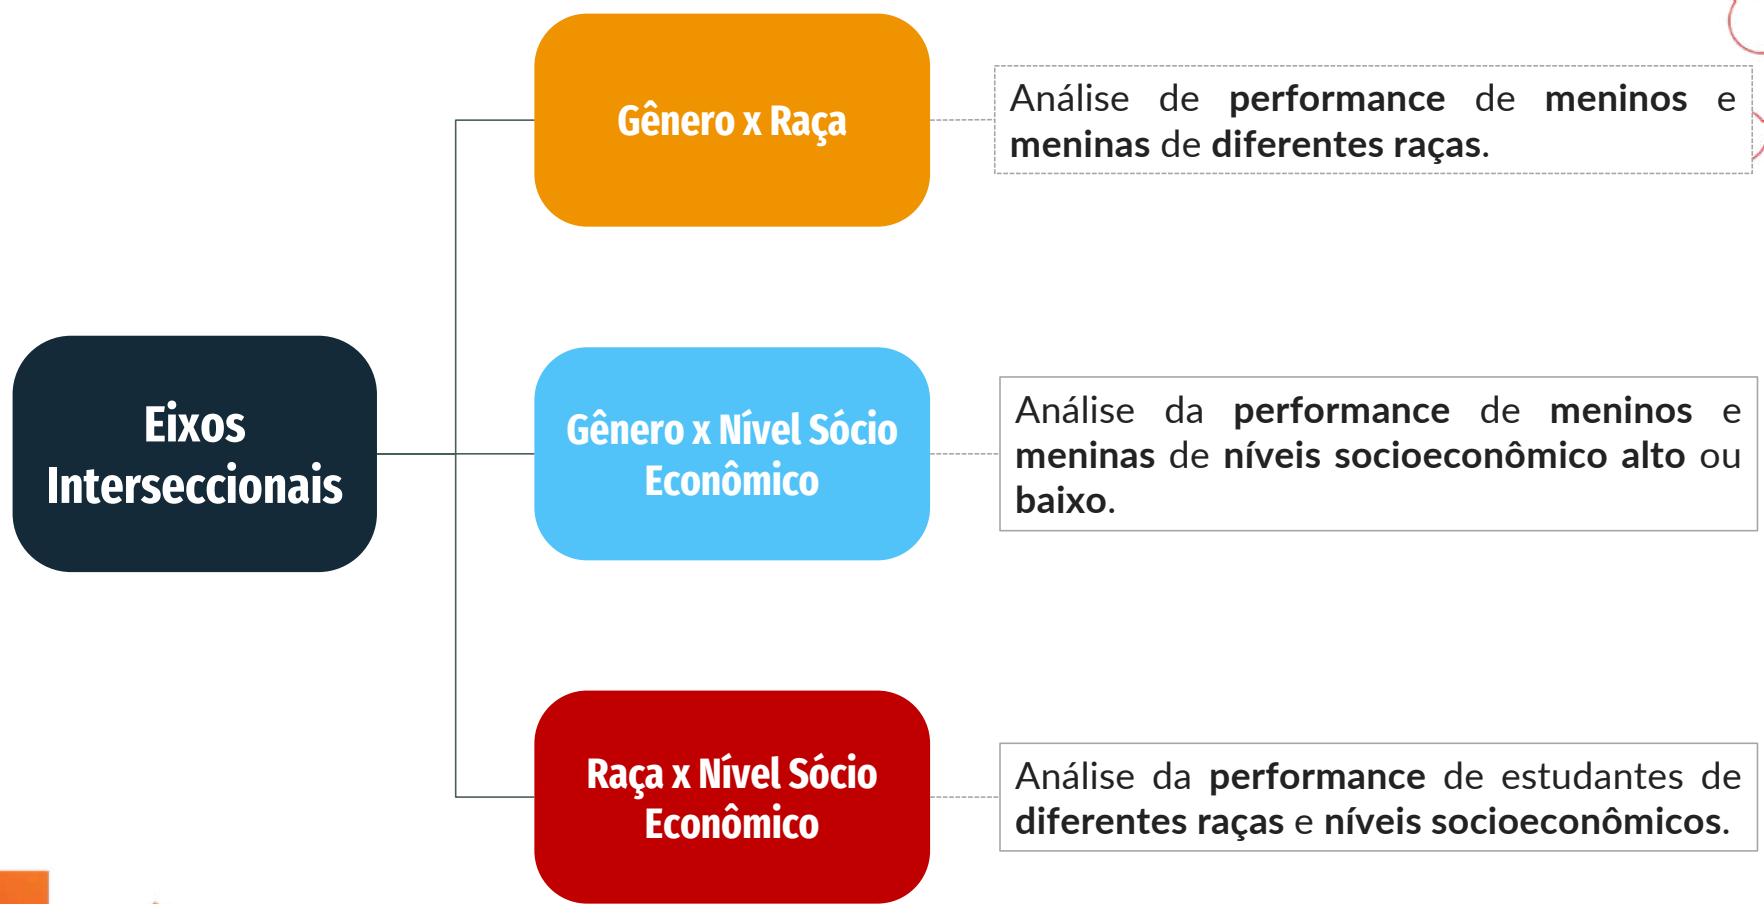 Eixos
Interseccionais
Gênero x Raça
Análise de performance de meninos e
meninas de diferentes raças.
Gênero x Nível Sócio
Econômico
Análise da performance de meninos e
meninas de níveis socioeconômico alto ou
baixo.
Raça x Nível Sócio
Econômico
Análise da performance de estudantes de
diferentes raças e níveis socioeconômicos.